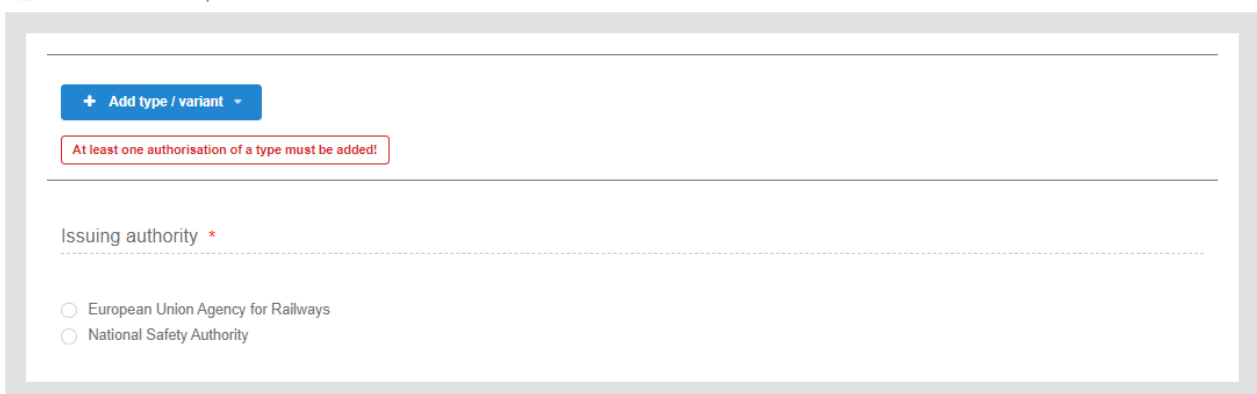 + Add type / variant
At least one authorisation of a type must be added!
Issuing authority *
European Union Agency for Railways
National Safety Authority